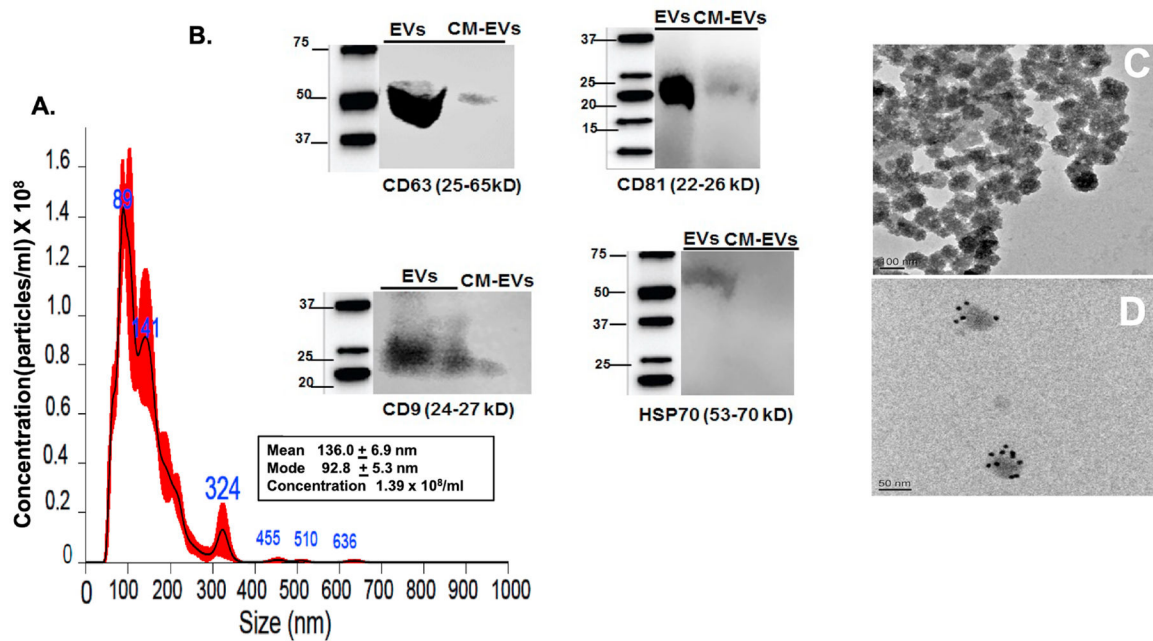 A.
Concentration(particles/ml) X 10⁸
1.6
1.4
1.2
1.0
0.8
0.6
0.4
0.2
0
89
141
324
455
510
636
0 100 200 300 400 500 600 700 800 900 1000
Size (nm)
Mean 136.0 ± 6.9 nm
Mode 92.8 ± 5.3 nm
Concentration 1.39 x 10⁸/ml
B.
EVs CM-EVs
75
50
37
CD63 (25-65kD)
EVs CM-EVs
37
25
20
15
CD81 (22-26 kD)
EVs CM-EVs
37
25
20
CD9 (24-27 kD)
EVs CM-EVs
75
50
37
25
HSP70 (53-70 kD)
C
100 nm
D
50 nm